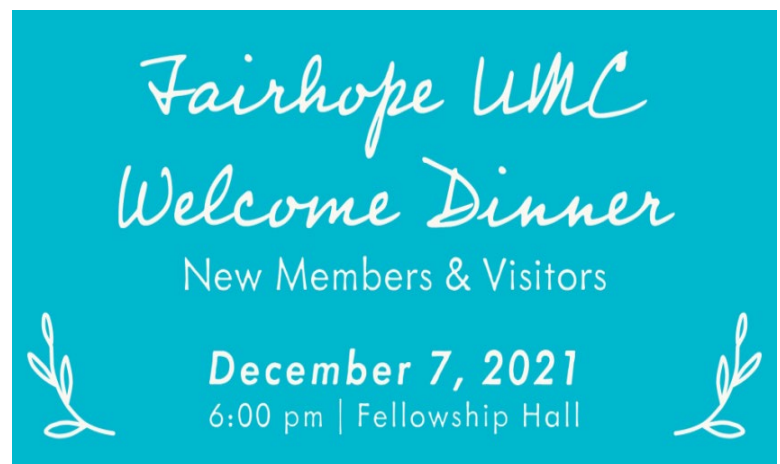 Fairhope UMC
Welcome Dinner
New Members & Visitors
December 7, 2021
6:00 pm | Fellowship Hall